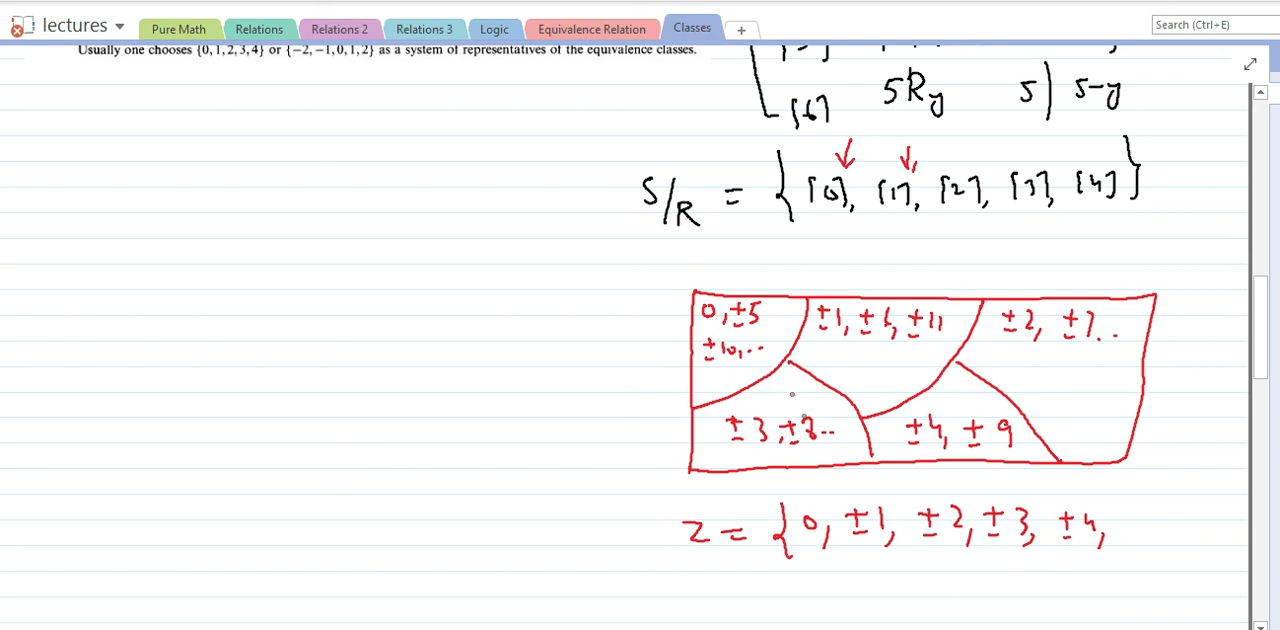 lectures
Pure Math Relations Relations 2 Relations 3 Logic Equivalence Relation Classes
Search (Ctrl+E)
Usually one chooses {0, 1, 2, 3, 4} or {−2, −1, 0, 1, 2} as a system of representatives of the equivalence classes.
5Ry 5 | 5-y
S/R = { [0], [1], [2], [3], [4] }
0, ±5 ±1, ±6, ±11 ±2, ±7..
±10,...
±3, ±8.. ±4, ±9
Z = { 0, ±1, ±2, ±3, ±4,